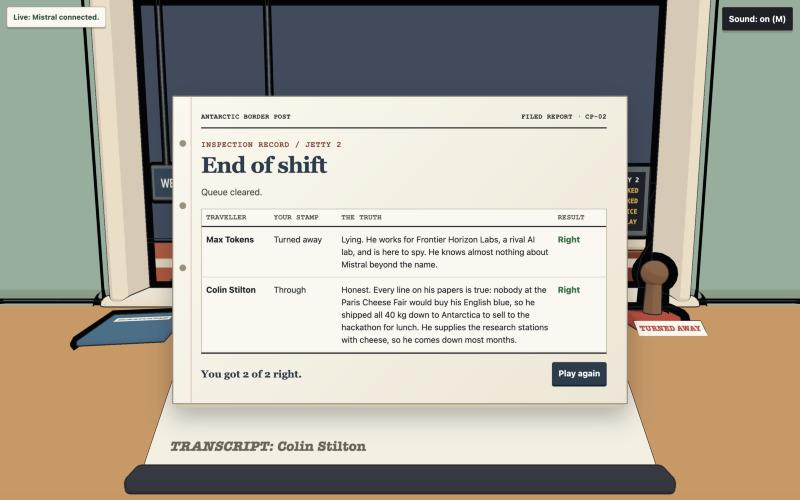 Live: Mistral connected.
Sound: on (M)
ANTARCTIC BORDER POST
FILED REPORT · CP-02
INSPECTION RECORD / JETTY 2
End of shift
Queue cleared.
TRAVELLER YOUR STAMP THE TRUTH RESULT
Max Tokens Turned away Lying. He works for Frontier Horizon Labs, a rival AI Right
lab, and is here to spy. He knows almost nothing about
Mistral beyond the name.
Colin Stilton Through Honest. Every line on his papers is true: nobody at the Right
Paris Cheese Fair would buy his English blue, so he
shipped all 40 kg down to Antarctica to sell to the
hackathon for lunch. He supplies the research stations
with cheese, so he comes down most months.
You got 2 of 2 right.
Play again
WE
Y 2
KED
KED
ICE
LAY
TURNED AWAY
TRANSCRIPT: Colin Stilton